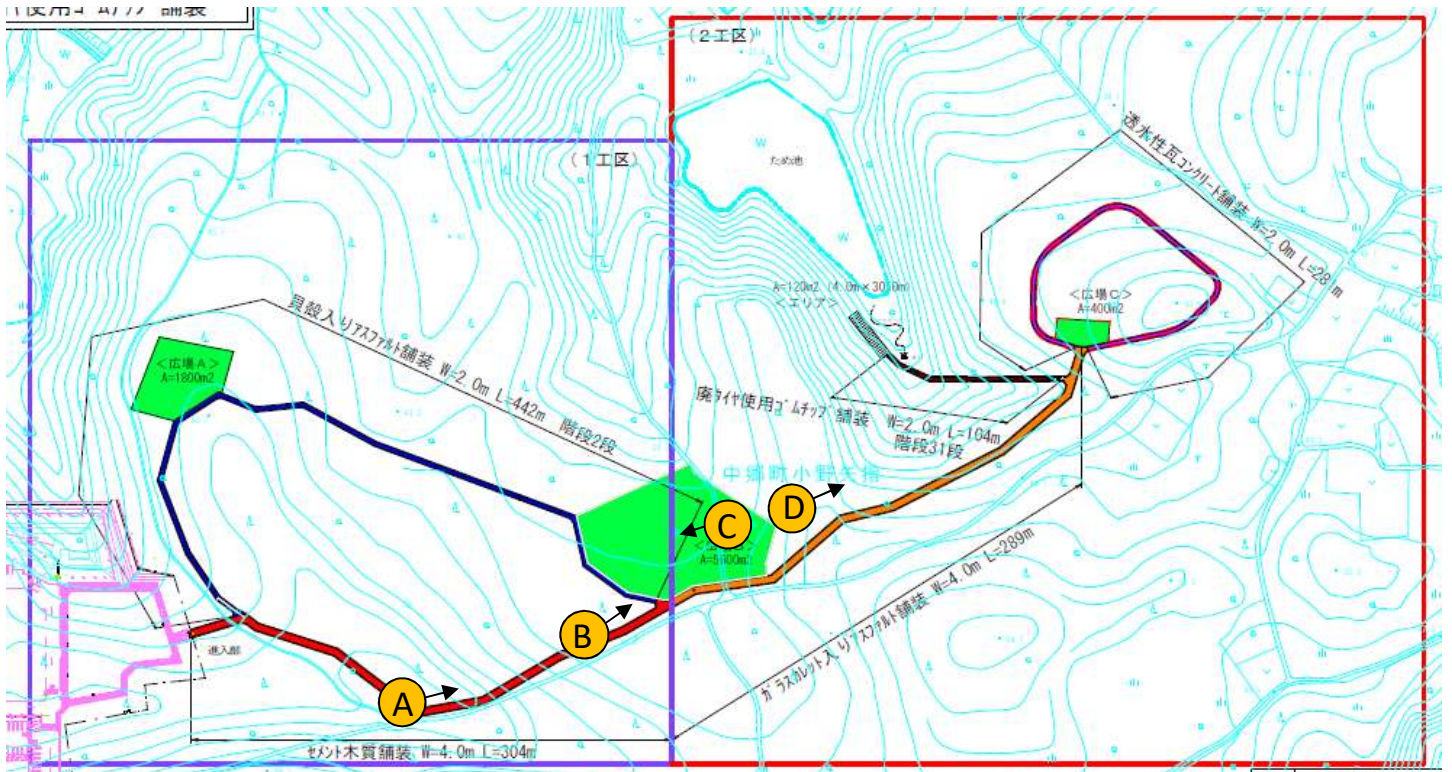 舗装
(2工区)
(1工区)
ため池
透水性瓦コンクリート舗装 W=2.0m L=281m
A=120m2 (4.0m×30.0m)
<エリア>
<広場C>
A=400m2
貝殻入りアスファルト舗装 W=2.0m L=442m 階段2段
<広場A>
A=1800m2
廃タイヤ使用ゴムチップ舗装 W=2.0m L=104m
階段31段
中郷町小野矢指
D
C
B
A
進入部
ガラスカレット入りアスファルト舗装 W=4.0m L=289m
セメント木質舗装 W=4.0m L=304m